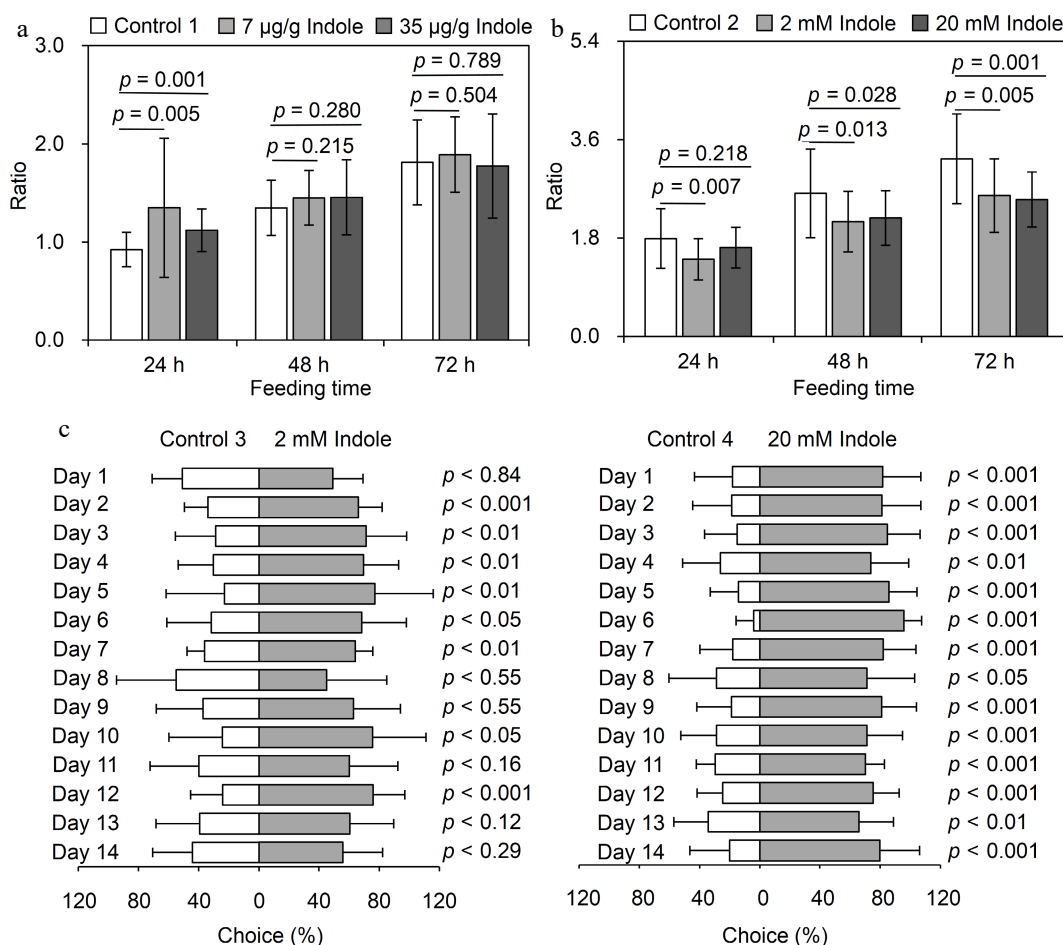 a
Control 1 7 µg/g Indole 35 µg/g Indole
3.0
2.0
1.0
0.0
Ratio
p = 0.001
p = 0.005
p = 0.280
p = 0.215
p = 0.789
p = 0.504
24 h 48 h 72 h
Feeding time
b
Control 2 2 mM Indole 20 mM Indole
5.4
3.6
1.8
0.0
Ratio
p = 0.218
p = 0.007
p = 0.028
p = 0.013
p = 0.001
p = 0.005
24 h 48 h 72 h
Feeding time
c
Control 3 2 mM Indole
Day 1 p < 0.84
Day 2 p < 0.001
Day 3 p < 0.01
Day 4 p < 0.01
Day 5 p < 0.01
Day 6 p < 0.05
Day 7 p < 0.01
Day 8 p < 0.55
Day 9 p < 0.55
Day 10 p < 0.05
Day 11 p < 0.16
Day 12 p < 0.001
Day 13 p < 0.12
Day 14 p < 0.29
120 80 40 0 40 80 120
Choice (%)
Control 4 20 mM Indole
Day 1 p < 0.001
Day 2 p < 0.001
Day 3 p < 0.001
Day 4 p < 0.01
Day 5 p < 0.001
Day 6 p < 0.001
Day 7 p < 0.001
Day 8 p < 0.05
Day 9 p < 0.001
Day 10 p < 0.001
Day 11 p < 0.001
Day 12 p < 0.001
Day 13 p < 0.01
Day 14 p < 0.001
120 80 40 0 40 80 120
Choice (%)